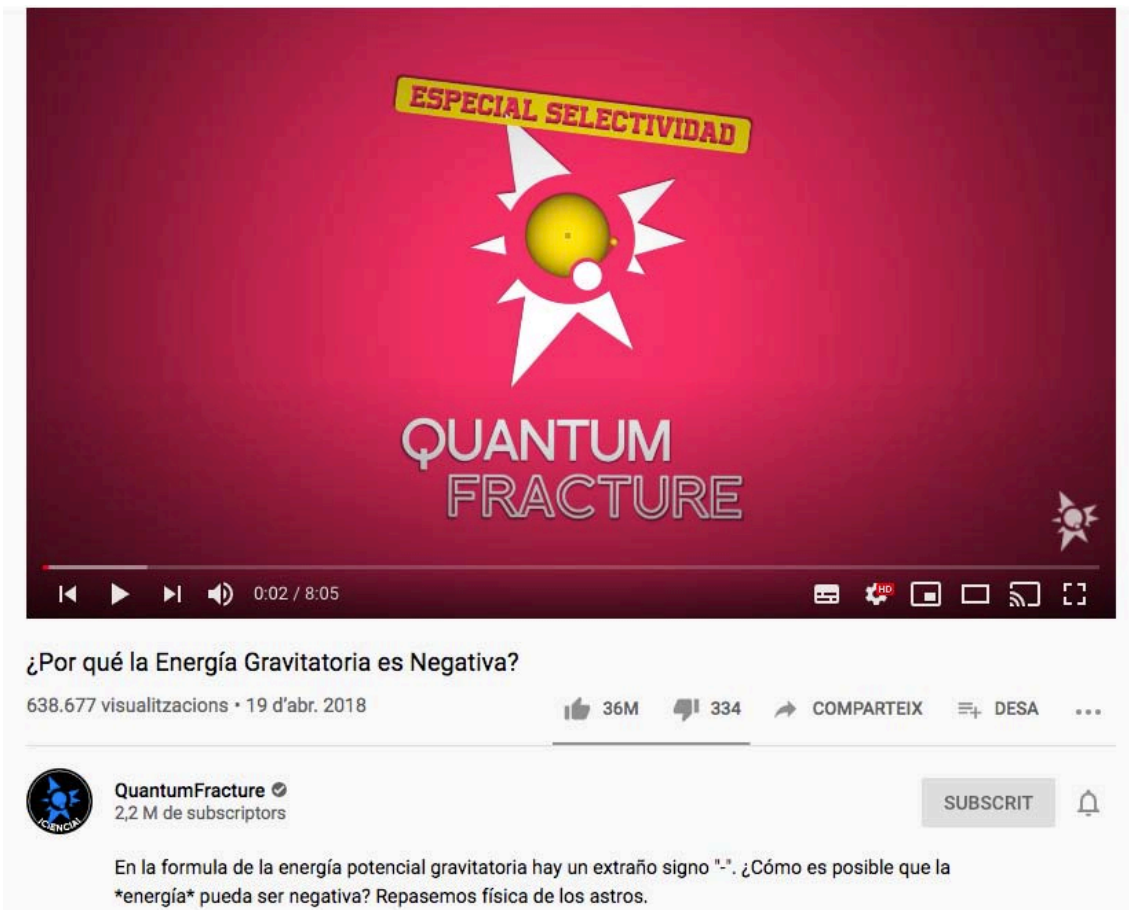 ESPECIAL SELECTIVIDAD
QUANTUM
FRACTURE
0:02 / 8:05
HD
¿Por qué la Energía Gravitatoria es Negativa?
638.677 visualitzacions • 19 d'abr. 2018
36M 334 COMPARTEIX DESA
QuantumFracture
2,2 M de subscriptors
SUBSCRIT
¡CIENCIA!
En la formula de la energía potencial gravitatoria hay un extraño signo "-". ¿Cómo es posible que la
*energía* pueda ser negativa? Repasemos física de los astros.